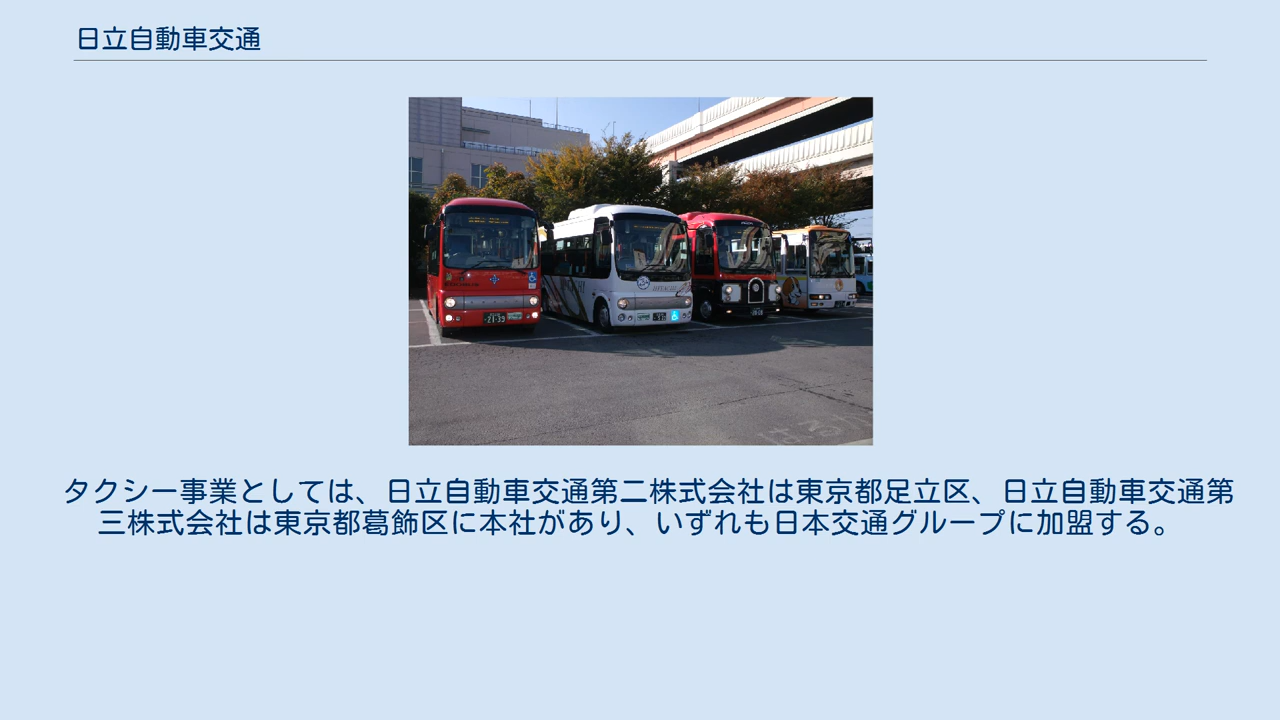 日立自動車交通
タクシー事業としては、日立自動車交通第二株式会社は東京都足立区、日立自動車交通第
三株式会社は東京都葛飾区に本社があり、いずれも日本交通グループに加盟する。